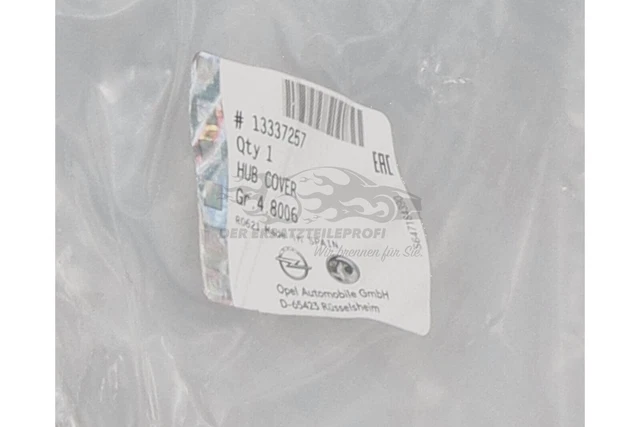 # 13337257
Qty 1
HUB COVER
Gr.4 8006
SPAIN
EAC
DER ERSATZTEILEPROFI
Wir brennen für Sie.
Opel Automobile GmbH
D-65423 Rüsselsheim